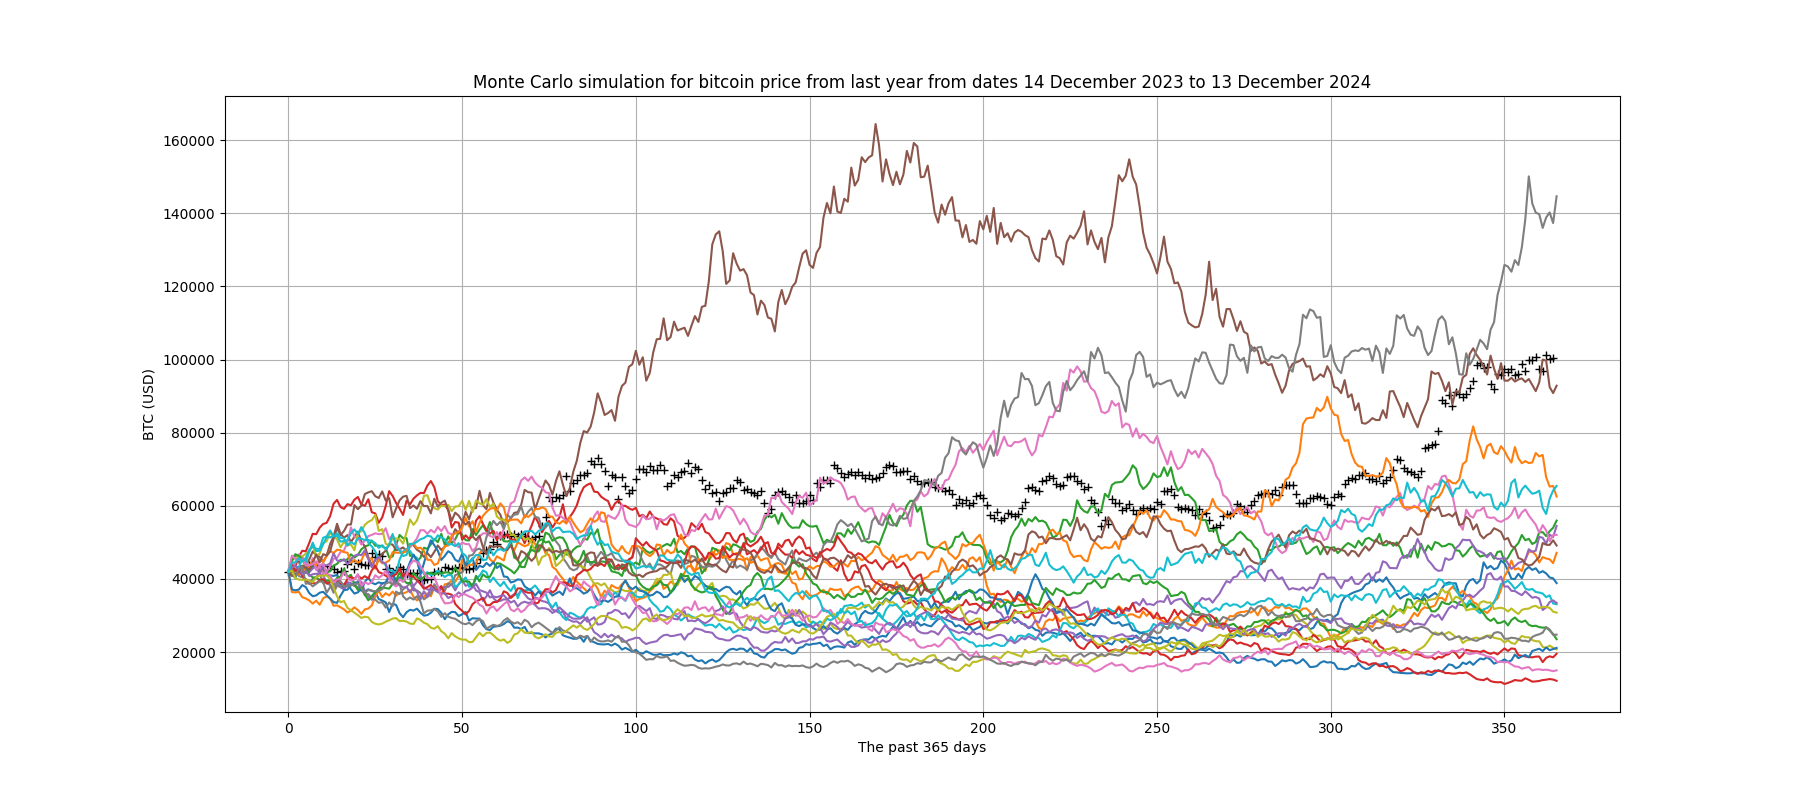 Monte Carlo simulation for bitcoin price from last year from dates 14 December 2023 to 13 December 2024
160000
140000
120000
100000
80000
60000
40000
20000
BTC (USD)
0 50 100 150 200 250 300 350
The past 365 days